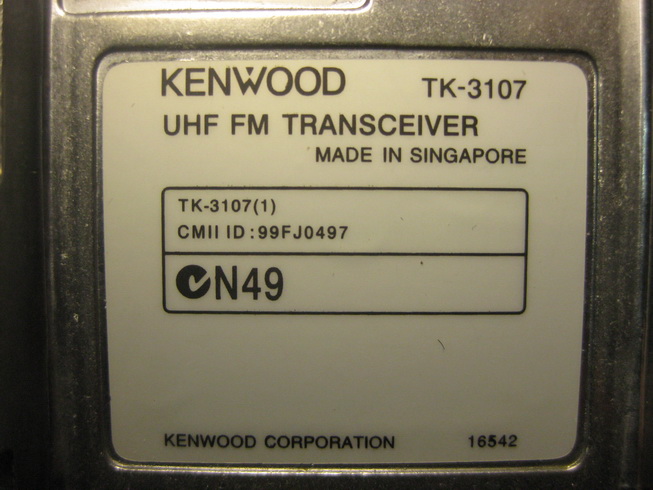 KENWOOD TK-3107
UHF FM TRANSCEIVER
MADE IN SINGAPORE
TK-3107(1)
CMII ID:99FJ0497
N49
KENWOOD CORPORATION 16542